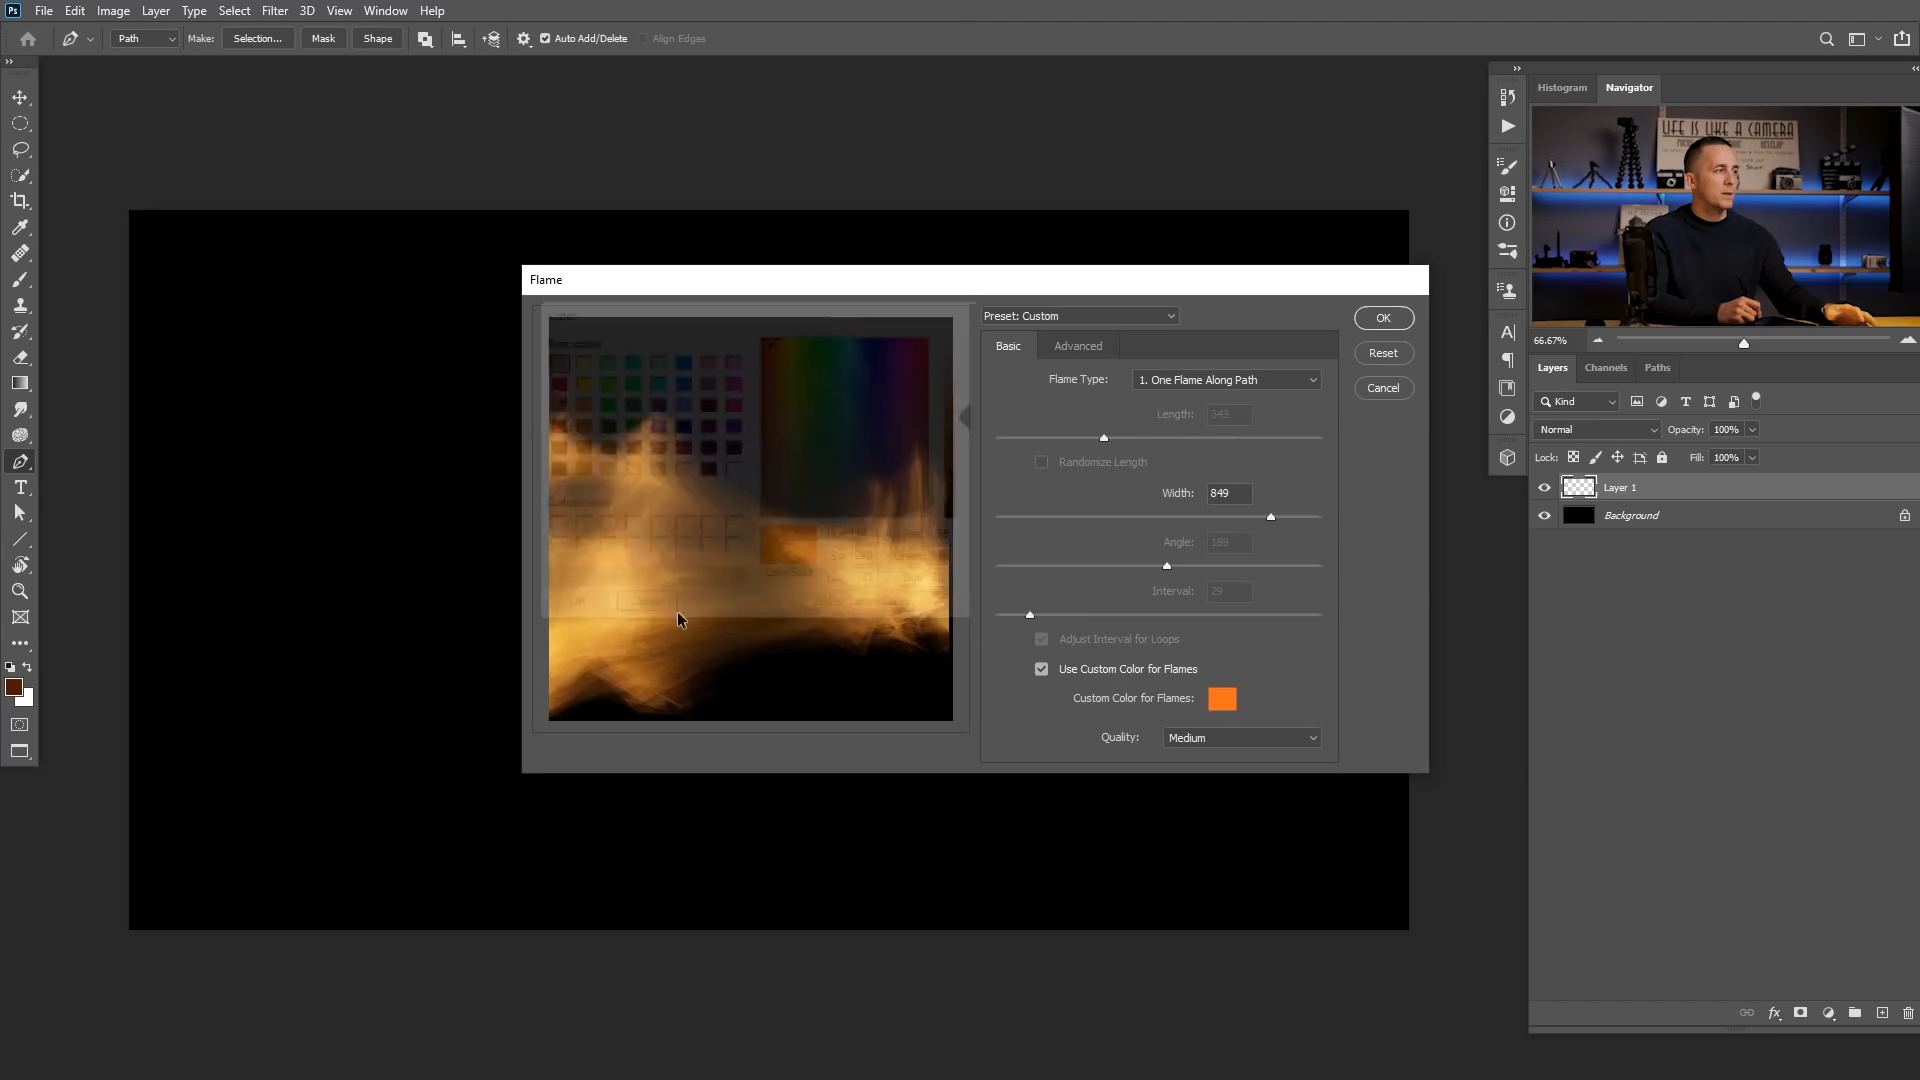 Ps File Edit Image Layer Type Select Filter 3D View Window Help
Path Make: Selection... Mask Shape Auto Add/Delete Align Edges
Histogram Navigator
LIFE IS LIKE A CAMERA
66.67%
Layers Channels Paths
Kind
Normal Opacity: 100%
Lock: Fill: 100%
Layer 1
Background
Flame
Preset: Custom
OK
Basic Advanced
Reset
Flame Type: 1. One Flame Along Path
Cancel
Length: 343
Randomize Length
Width: 849
Angle: 189
Interval: 29
Adjust Interval for Loops
Use Custom Color for Flames
Custom Color for Flames:
Quality: Medium